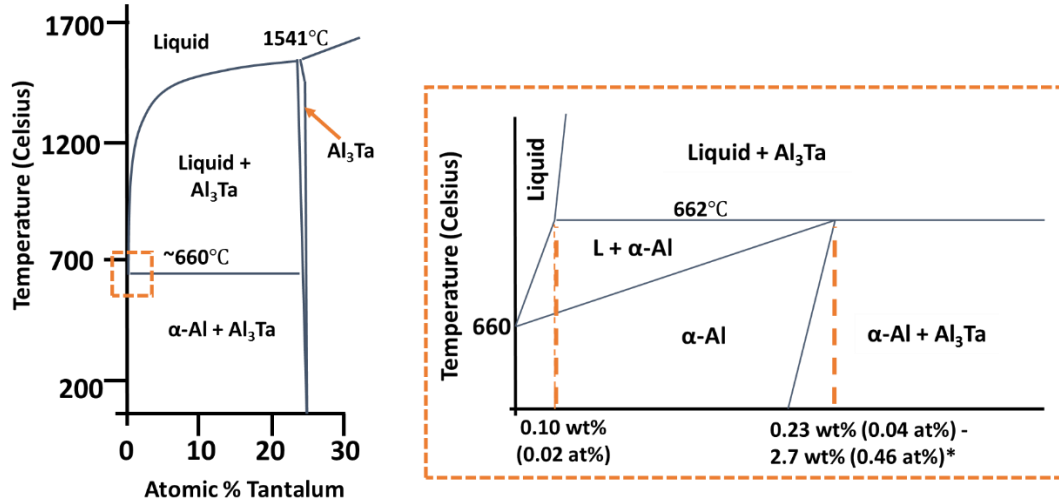 1700
Liquid
1541℃
Temperature (Celsius)
1200
Al₃Ta
Liquid +
Al₃Ta
700
~660℃
α-Al + Al₃Ta
200
0
10
20
30
Atomic % Tantalum
Liquid
Liquid + Al₃Ta
Temperature (Celsius)
662℃
L + α-Al
660
α-Al
α-Al + Al₃Ta
0.10 wt%
(0.02 at%)
0.23 wt% (0.04 at%) -
2.7 wt% (0.46 at%)*